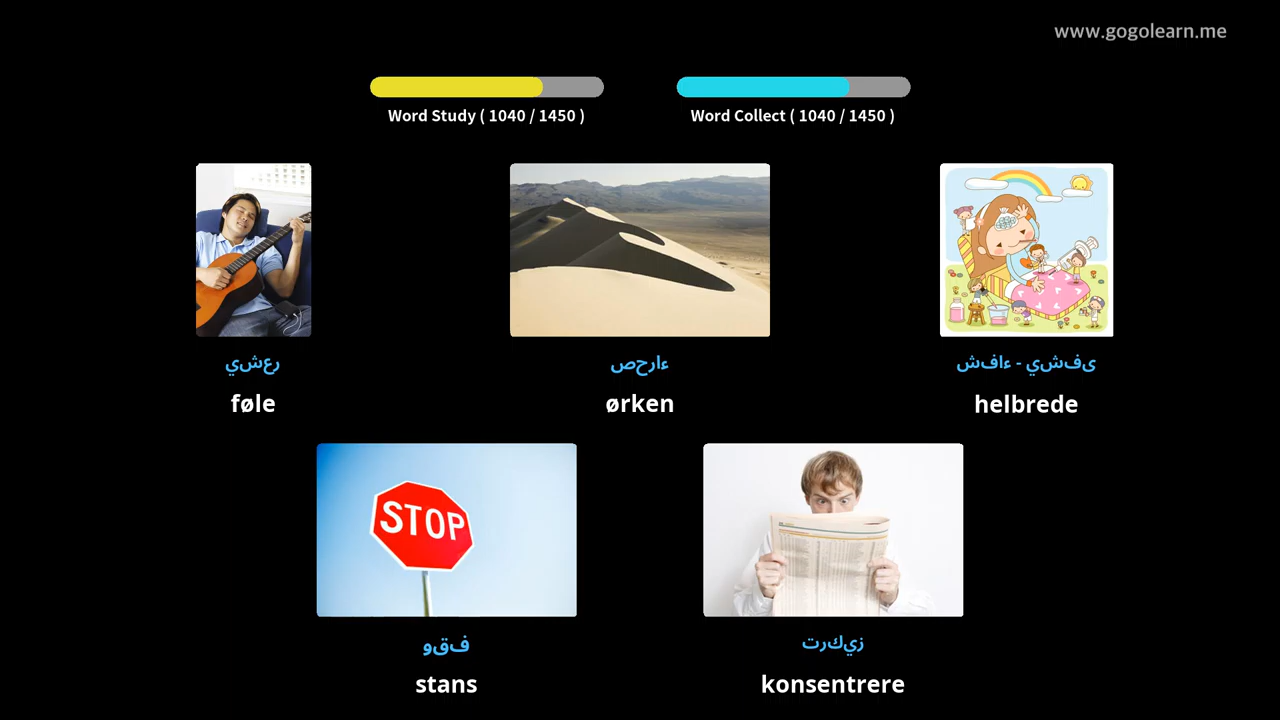 www.gogolearn.me
Word Study ( 1040 / 1450 )
Word Collect ( 1040 / 1450 )
رعشي
føle
ءارحص
ørken
ىفشي - ءافش
helbrede
STOP
فقو
stans
زيكرت
konsentrere